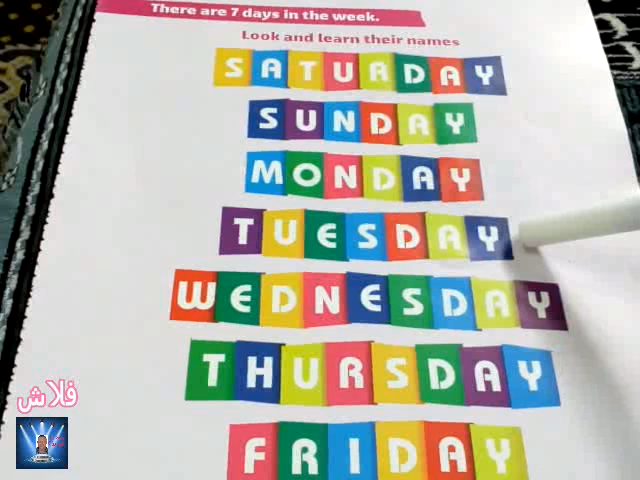 There are 7 days in the week.
Look and learn their names
SATURDAY
SUNDAY
MONDAY
TUESDAY
WEDNESDAY
THURSDAY
FRIDAY
فلاش